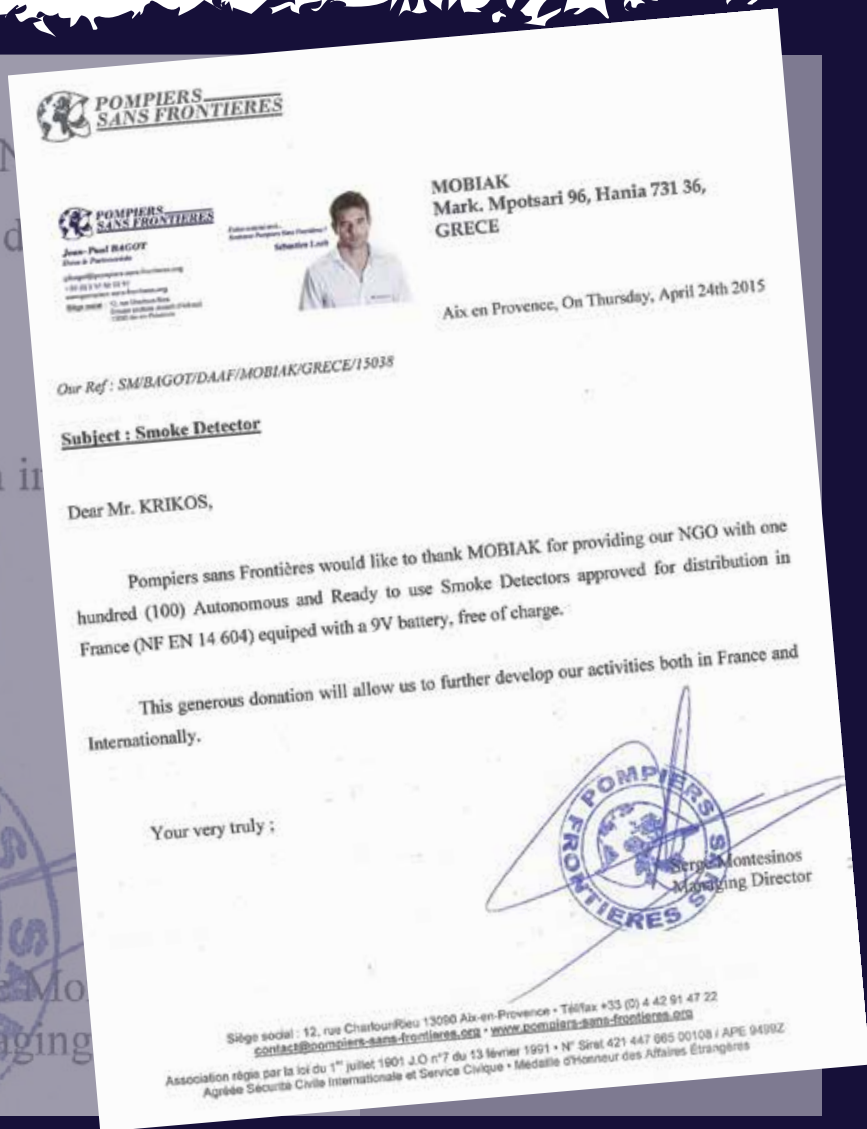 POMPIERS
SANS FRONTIERES
POMPIERS
SANS FRONTIERES
Jean-Paul BAGOT
MOBIAK
Mark. Mpotsari 96, Hania 731 36,
GRECE
Aix en Provence, On Thursday, April 24th 2015
Our Ref : SM/BAGOT/DAAF/MOBIAK/GRECE/15038
Subject : Smoke Detector
Dear Mr. KRIKOS,
Pompiers sans Frontières would like to thank MOBIAK for providing our NGO with one
hundred (100) Autonomous and Ready to use Smoke Detectors approved for distribution in
France (NF EN 14 604) equiped with a 9V battery, free of charge.
This generous donation will allow us to further develop our activities both in France and
Internationally.
Your very truly ;
POMPIERS SANS FRONTIERES
Serge Montesinos
Managing Director
Siège social : 12, rue CharlounRieu 13090 Aix-en-Provence • Tél/fax +33 (0) 4 42 91 47 22
contact@pompiers-sans-frontieres.org • www.pompiers-sans-frontieres.org
Association régie par la loi du 1er juillet 1901 J.O n°7 du 13 février 1991 • N° Siret 421 447 665 00108 / APE 9499Z
Agréée Sécurité Civile Internationale et Service Civique • Médaille d'Honneur des Affaires Étrangères